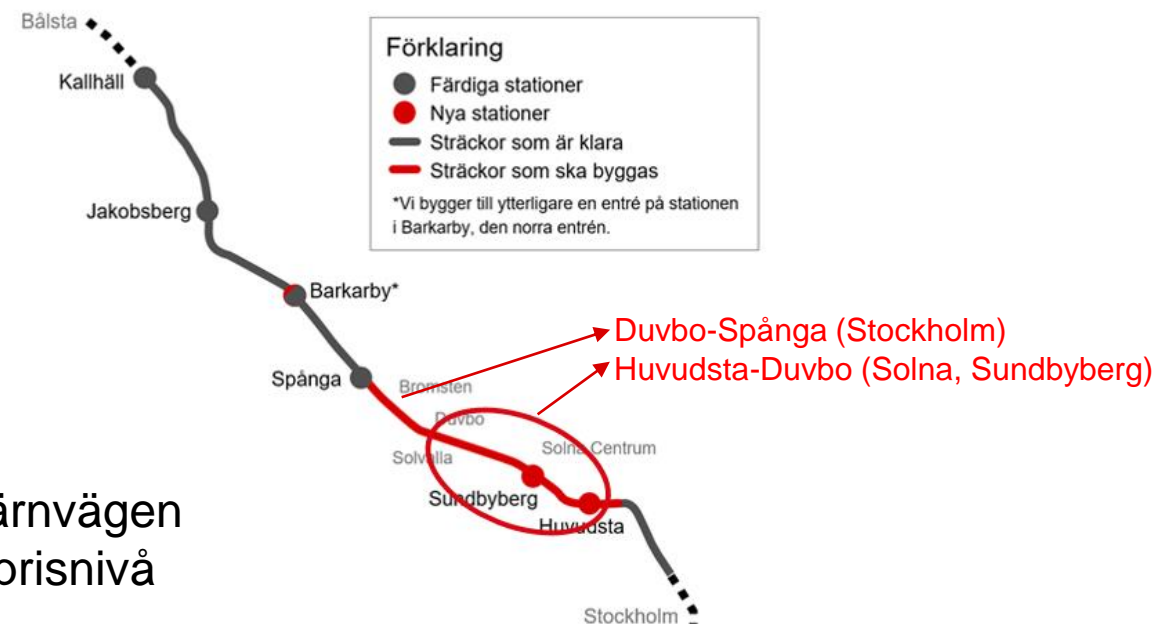 Bålsta
Kallhäll
Jakobsberg
Barkarby*
Spånga
Bromsten
Duvbo
Solvalla
Solna Centrum
Sundbyberg
Huvudsta
Stockholm
Förklaring
Färdiga stationer
Nya stationer
Sträckor som är klara
Sträckor som ska byggas
*Vi bygger till ytterligare en entré på stationen
i Barkarby, den norra entrén.
Duvbo-Spånga (Stockholm)
Huvudsta-Duvbo (Solna, Sundbyberg)
ärnvägen
orisnivå